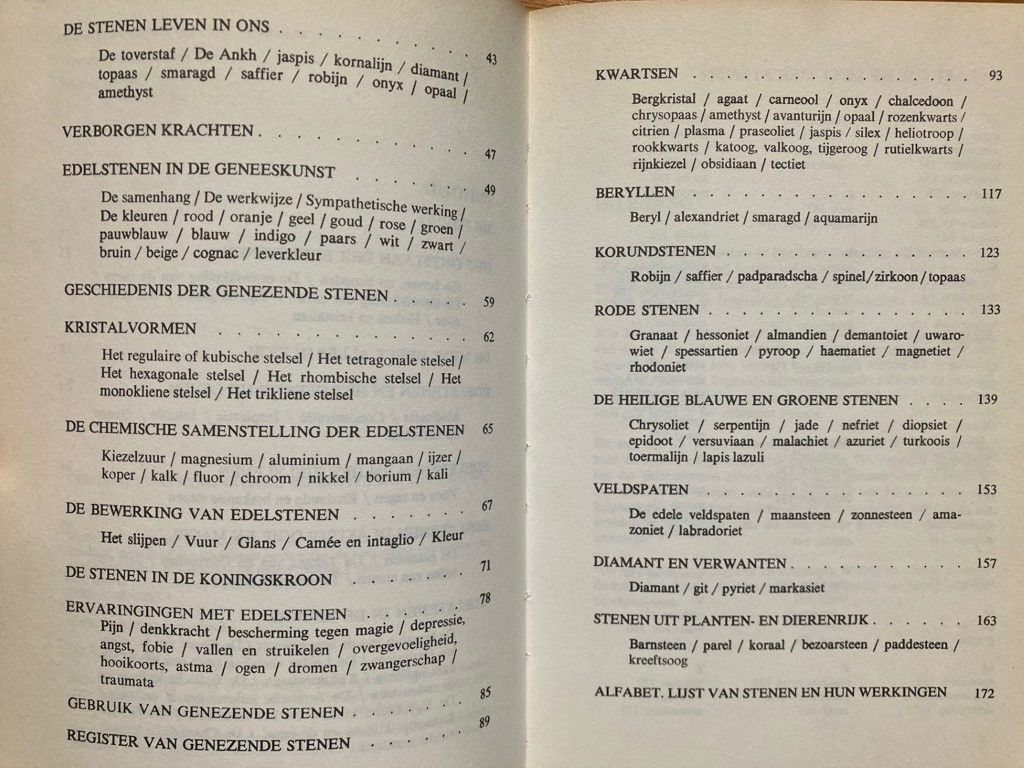 DE STENEN LEVEN IN ONS . . . . . . . . . . 43
De toverstaf / De Ankh / jaspis / kornalijn / diamant /
topaas / smaragd / saffier / robijn / onyx / opaal /
amethyst
VERBORGEN KRACHTEN . . . . . . . . . . 47
EDELSTENEN IN DE GENEESKUNST . . . . . . 49
De samenhang / De werkwijze / Sympathetische werking /
De kleuren / rood / oranje / geel / goud / rose / groen /
pauwblauw / blauw / indigo / paars / wit / zwart /
bruin / beige / cognac / leverkleur
GESCHIEDENIS DER GENEZENDE STENEN . . . . 59
KRISTALVORMEN . . . . . . . . . . . . 62
Het regulaire of kubische stelsel / Het tetragonale stelsel /
Het hexagonale stelsel / Het rhombische stelsel / Het
monokliene stelsel / Het trikliene stelsel
DE CHEMISCHE SAMENSTELLING DER EDELSTENEN 65
Kiezelzuur / magnesium / aluminium / mangaan / ijzer /
koper / kalk / fluor / chroom / nikkel / borium / kali
DE BEWERKING VAN EDELSTENEN . . . . . . . 67
Het slijpen / Vuur / Glans / Camée en intaglio / Kleur
DE STENEN IN DE KONINGSKROON . . . . . . . 71
ERVARINGINGEN MET EDELSTENEN . . . . . . 78
Pijn / denkkracht / bescherming tegen magie / depressie,
angst, fobie / vallen en struikelen / overgevoeligheid,
hooikoorts, astma / ogen / dromen / zwangerschap /
traumata
GEBRUIK VAN GENEZENDE STENEN . . . . . . 85
REGISTER VAN GENEZENDE STENEN . . . . . 89
KWARTSEN . . . . . . . . . . . . . . . . 93
Bergkristal / agaat / carneool / onyx / chalcedoon /
chrysopaas / amethyst / avanturijn / opaal / rozenkwarts /
citrien / plasma / praseoliet / jaspis / silex / heliotroop /
rookkwarts / katoog, valkoog, tijgeroog / rutielkwarts /
rijnkiezel / obsidiaan / tectiet
BERYLLEN . . . . . . . . . . . . . . . . 117
Beryl / alexandriet / smaragd / aquamarijn
KORUNDSTENEN . . . . . . . . . . . . . . 123
Robijn / saffier / padparadscha / spinel / zirkoon / topaas
RODE STENEN . . . . . . . . . . . . . . . 133
Granaat / hessoniet / almandien / demantoiet / uwaro-
wiet / spessartien / pyroop / haematiet / magnetiet /
rhodoniet
DE HEILIGE BLAUWE EN GROENE STENEN . . . . 139
Chrysoliet / serpentijn / jade / nefriet / diopsiet /
epidoot / versuviaan / malachiet / azuriet / turkoois /
toermalijn / lapis lazuli
VELDSPATEN . . . . . . . . . . . . . . . 153
De edele veldspaten / maansteen / zonnesteen / ama-
zoniet / labradoriet
DIAMANT EN VERWANTEN . . . . . . . . . . 157
Diamant / git / pyriet / markasiet
STENEN UIT PLANTEN- EN DIERENRIJK . . . . . . 163
Barnsteen / parel / koraal / bezoarsteen / paddesteen /
kreeftsoog
ALFABET. LIJST VAN STENEN EN HUN WERKINGEN 172